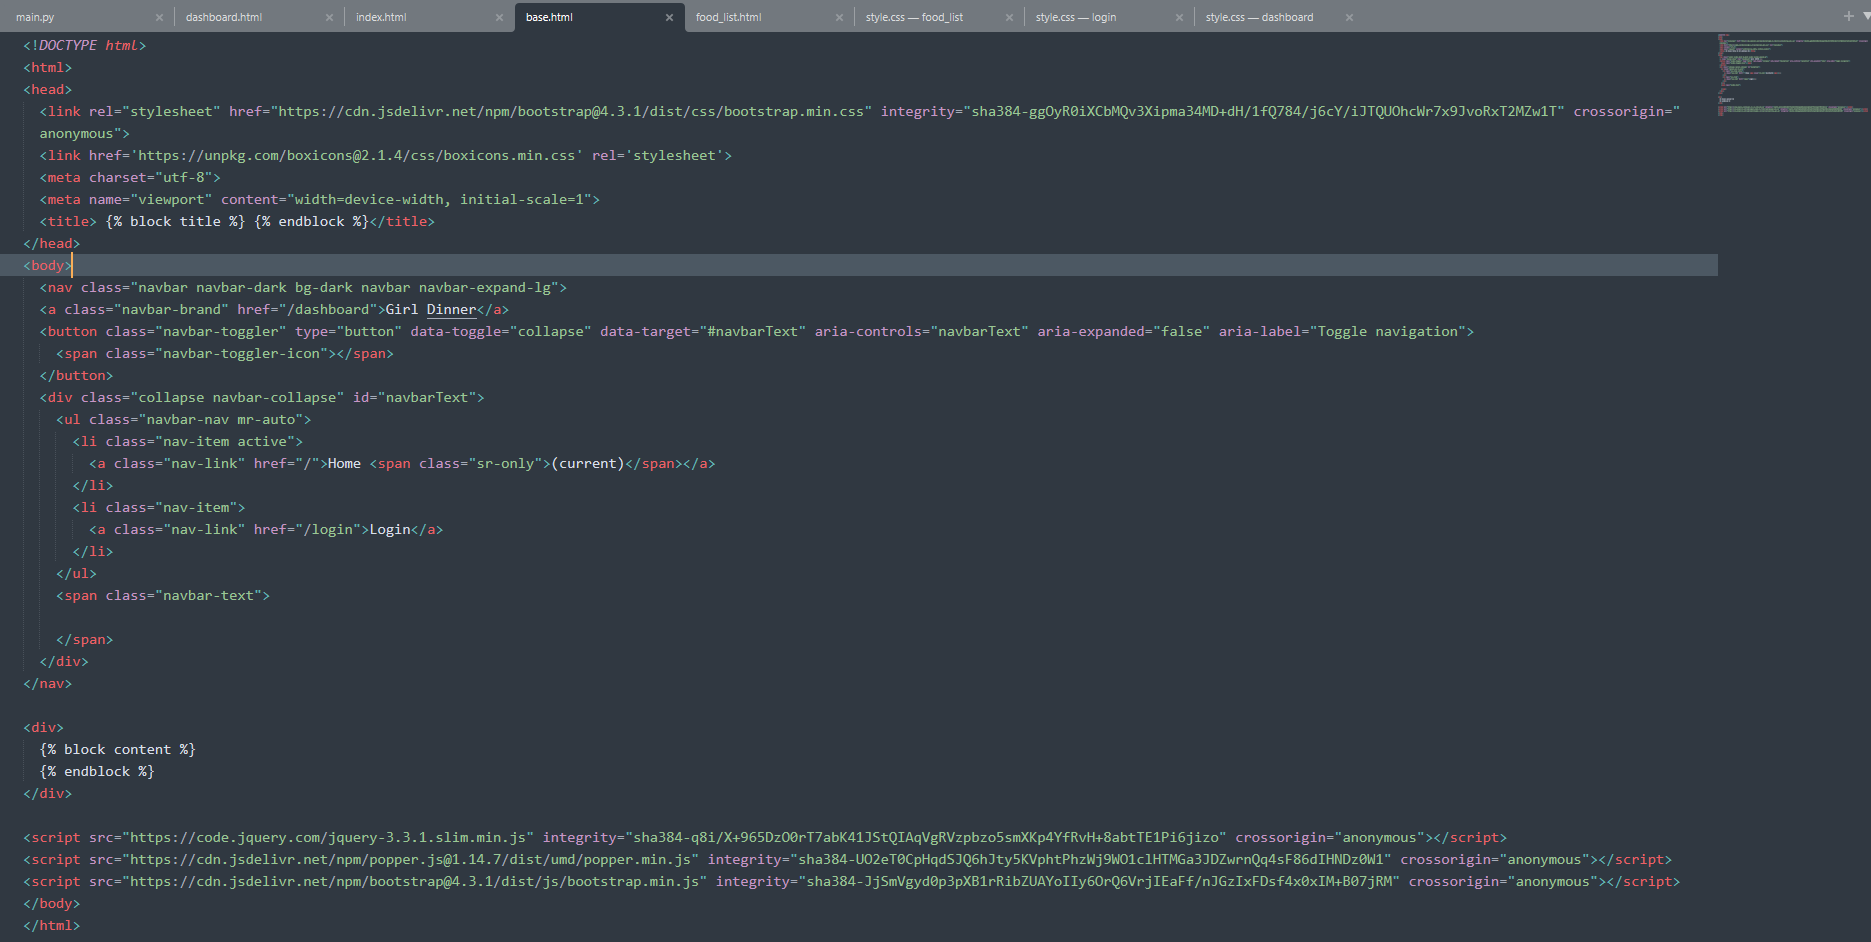 main.py × dashboard.html × index.html × base.html × food_list.html × style.css — food_list × style.css — login × style.css — dashboard × + ▼
<!DOCTYPE html>
<html>
<head>
<link rel="stylesheet" href="https://cdn.jsdelivr.net/npm/bootstrap@4.3.1/dist/css/bootstrap.min.css" integrity="sha384-ggOyR0iXCbMQv3Xipma34MD+dH/1fQ784/j6cY/iJTQUOhcWr7x9JvoRxT2MZw1T" crossorigin="
anonymous">
<link href='https://unpkg.com/boxicons@2.1.4/css/boxicons.min.css' rel='stylesheet'>
<meta charset="utf-8">
<meta name="viewport" content="width=device-width, initial-scale=1">
<title> {% block title %} {% endblock %}</title>
</head>
<body>
<nav class="navbar navbar-dark bg-dark navbar navbar-expand-lg">
<a class="navbar-brand" href="/dashboard">Girl Dinner</a>
<button class="navbar-toggler" type="button" data-toggle="collapse" data-target="#navbarText" aria-controls="navbarText" aria-expanded="false" aria-label="Toggle navigation">
<span class="navbar-toggler-icon"></span>
</button>
<div class="collapse navbar-collapse" id="navbarText">
<ul class="navbar-nav mr-auto">
<li class="nav-item active">
<a class="nav-link" href="/">Home <span class="sr-only">(current)</span></a>
</li>
<li class="nav-item">
<a class="nav-link" href="/login">Login</a>
</li>
</ul>
<span class="navbar-text">
</span>
</div>
</nav>
<div>
{% block content %}
{% endblock %}
</div>
<script src="https://code.jquery.com/jquery-3.3.1.slim.min.js" integrity="sha384-q8i/X+965DzO0rT7abK41JStQIAqVgRVzpbzo5smXKp4YfRvH+8abtTE1Pi6jizo" crossorigin="anonymous"></script>
<script src="https://cdn.jsdelivr.net/npm/popper.js@1.14.7/dist/umd/popper.min.js" integrity="sha384-UO2eT0CpHqdSJQ6hJty5KVphtPhzWj9WO1clHTMGa3JDZwrnQq4sF86dIHNDz0W1" crossorigin="anonymous"></script>
<script src="https://cdn.jsdelivr.net/npm/bootstrap@4.3.1/dist/js/bootstrap.min.js" integrity="sha384-JjSmVgyd0p3pXB1rRibZUAYoIIy6OrQ6VrjIEaFf/nJGzIxFDsf4x0xIM+B07jRM" crossorigin="anonymous"></script>
</body>
</html>